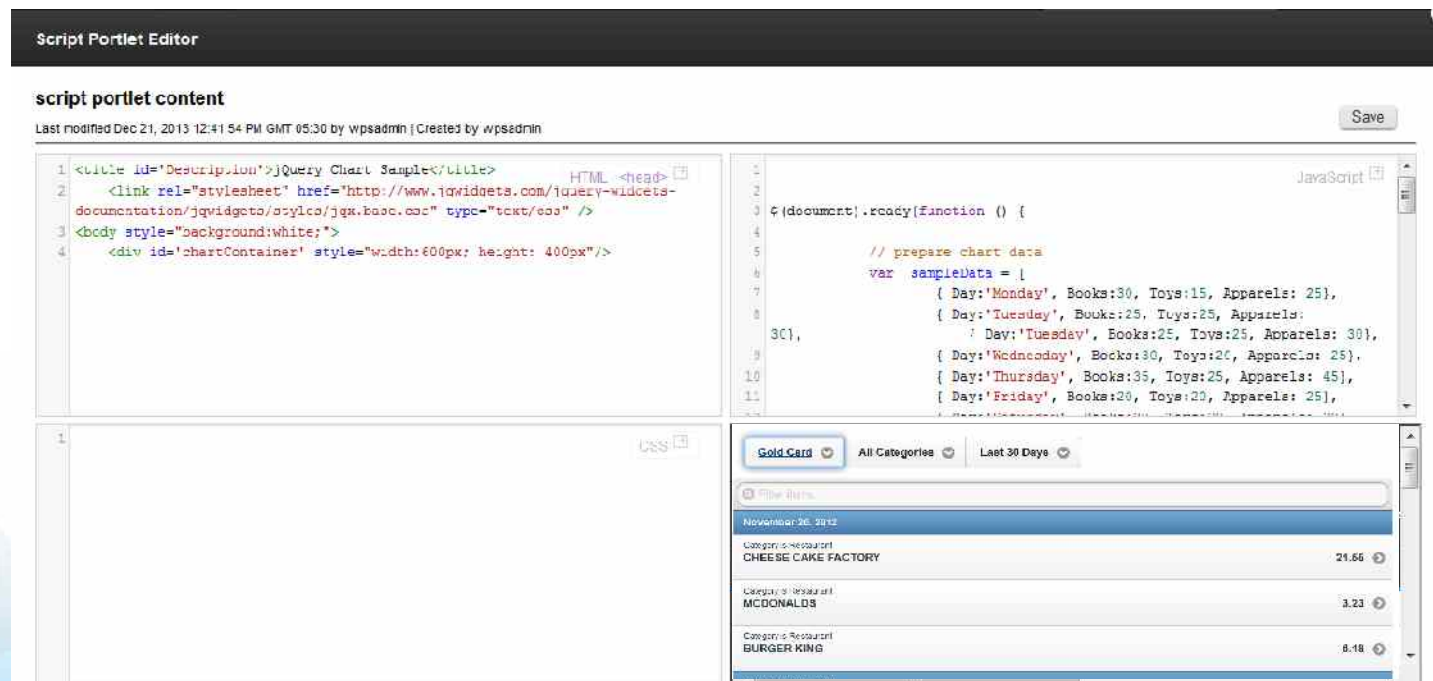 Script Portlet Editor
script portlet content
Last modified Dec 21, 2013 12:41 54 PM GMT 05:30 by wpsadmin | Created by wpsadmin
Save
HTML <head>
1 <title id='Description'>jQuery Chart Sample</title>
2 <link rel="stylesheet" href="http://www.jqwidgets.com/jquery-widgets-
documentation/jqwidgets/styles/jqx.base.css" type="text/css" />
3 <body style="background:white;">
4 <div id='chartContainer' style="width:600px; height: 400px"/>
JavaScript
1
2
3 $(document).ready(function () {
4
5 // prepare chart data
6 var sampleData = [
7 { Day:'Monday', Books:30, Toys:15, Apparels: 25},
8 { Day:'Tuesday', Books:25, Toys:25, Apparels:
30}, { Day:'Tuesday', Books:25, Toys:25, Apparels: 30},
9 { Day:'Wednesday', Books:30, Toys:20, Apparels: 25},
10 { Day:'Thursday', Books:35, Toys:25, Apparels: 45},
11 { Day:'Friday', Books:20, Toys:20, Apparels: 25},
1
CSS
Gold Card
All Categories
Last 30 Days
Filter items
November 26, 2012
Category is Restaurant
CHEESE CAKE FACTORY 21.55
Category is Restaurant
MCDONALDS 3.23
Category is Restaurant
BURGER KING 6.18